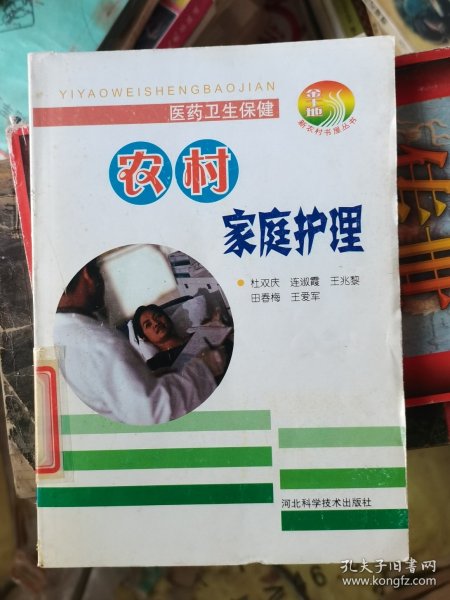 YIYAOWEISHENGBAOJIAN
医药卫生保健
金土地
新农村书屋丛书
农村
家庭护理
杜双庆 连淑霞 王兆黎
田春梅 王爱军
河北科学技术出版社
孔夫子旧书网
www.kongfz.com